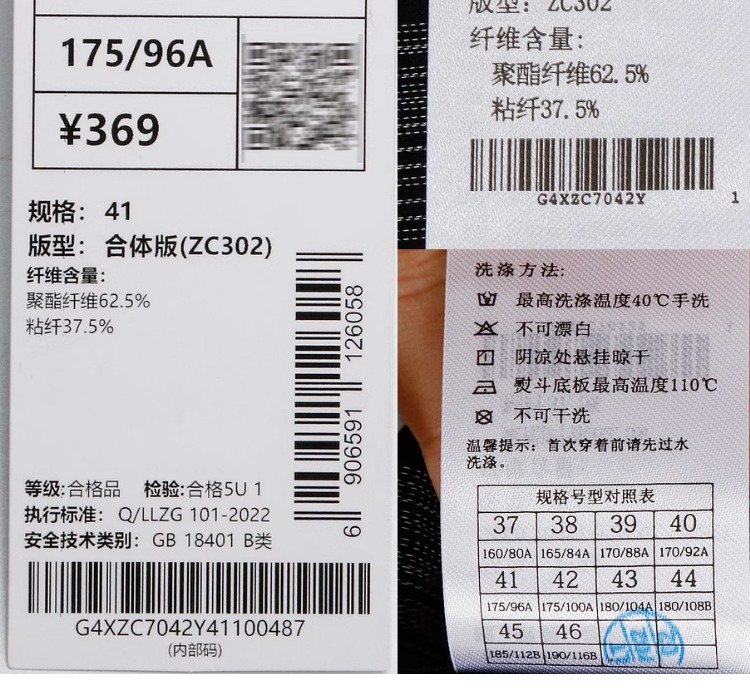 175/96A
¥369
规格: 41
版型: 合体版(ZC302)
纤维含量:
聚酯纤维62.5%
粘纤37.5%
6 906591 126058
等级:合格品 检验:合格5U 1
执行标准: Q/LLZG 101-2022
安全技术类别: GB 18401 B类
G4XZC7042Y41100487
(内部码)
版型: ZC302
纤维含量:
聚酯纤维62.5%
粘纤37.5%
G4XZC7042Y
1
洗涤方法:
最高洗涤温度40℃手洗
不可漂白
阴凉处悬挂晾干
熨斗底板最高温度110℃
不可干洗
温馨提示: 首次穿着前请先过水
洗涤。
规格号型对照表
37 38 39 40
160/80A 165/84A 170/88A 170/92A
41 42 43 44
175/96A 175/100A 180/104A 180/108B
45 46
185/112B 190/116B